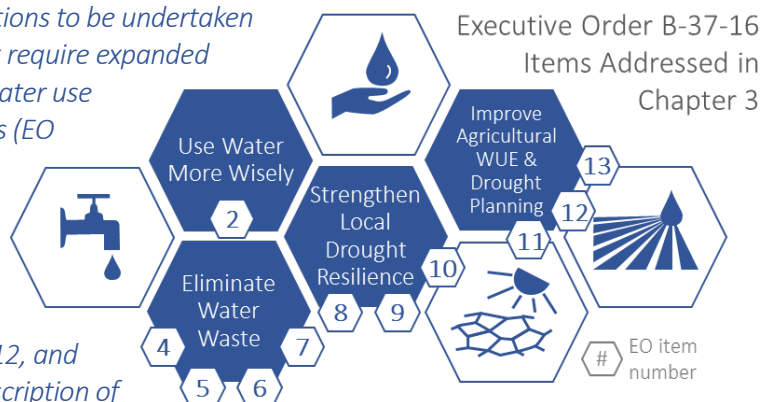 tions to be undertaken
require expanded
ater use
s (EO
12, and
scription of
Executive Order B-37-16
Items Addressed in
Chapter 3
Use Water
More Wisely
2
Eliminate
Water
Waste
4
5
6
7
Strengthen
Local
Drought
Resilience
8
9
10
Improve
Agricultural
WUE &
Drought
Planning
11
12
13
#
EO item
number